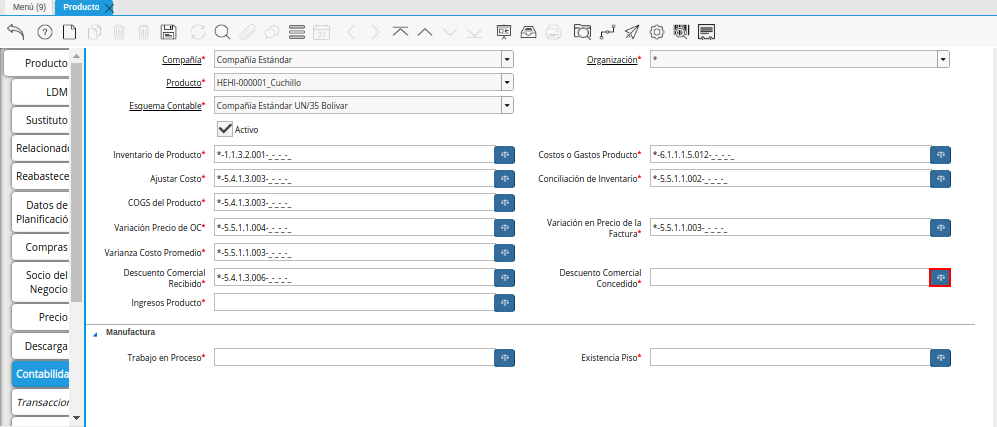 Menú (9)
Producto
31
Producto
LDM
Sustituto
Relacionado
Reabastece
Datos de
Planificació
Compras
Socio del
Negocio
Precio
Descarga
Contabilida
Transaccion
Compañía* Compañía Estándar
Organización* *
Producto* HEHI-000001_Cuchillo
Esquema Contable* Compañía Estándar UN/35 Bolivar
Activo
Inventario de Producto* *-1.1.3.2.001-_-_-_-_
Costos o Gastos Producto* *-6.1.1.1.5.012-_-_-_-_
Ajustar Costo* *-5.4.1.3.003-_-_-_-_
Conciliación de Inventario* *-5.5.1.1.002-_-_-_-_
COGS del Producto* *-5.4.1.3.003-_-_-_-_
Variación Precio de OC* *-5.5.1.1.004-_-_-_-_
Variación en Precio de la
Factura* *-5.5.1.1.003-_-_-_-_
Varianza Costo Promedio* *-5.5.1.1.003-_-_-_-_
Descuento Comercial
Recibido* *-5.4.1.3.006-_-_-_-_
Descuento Comercial
Concedido*
Ingresos Producto*
Manufactura
Trabajo en Proceso*
Existencia Piso*